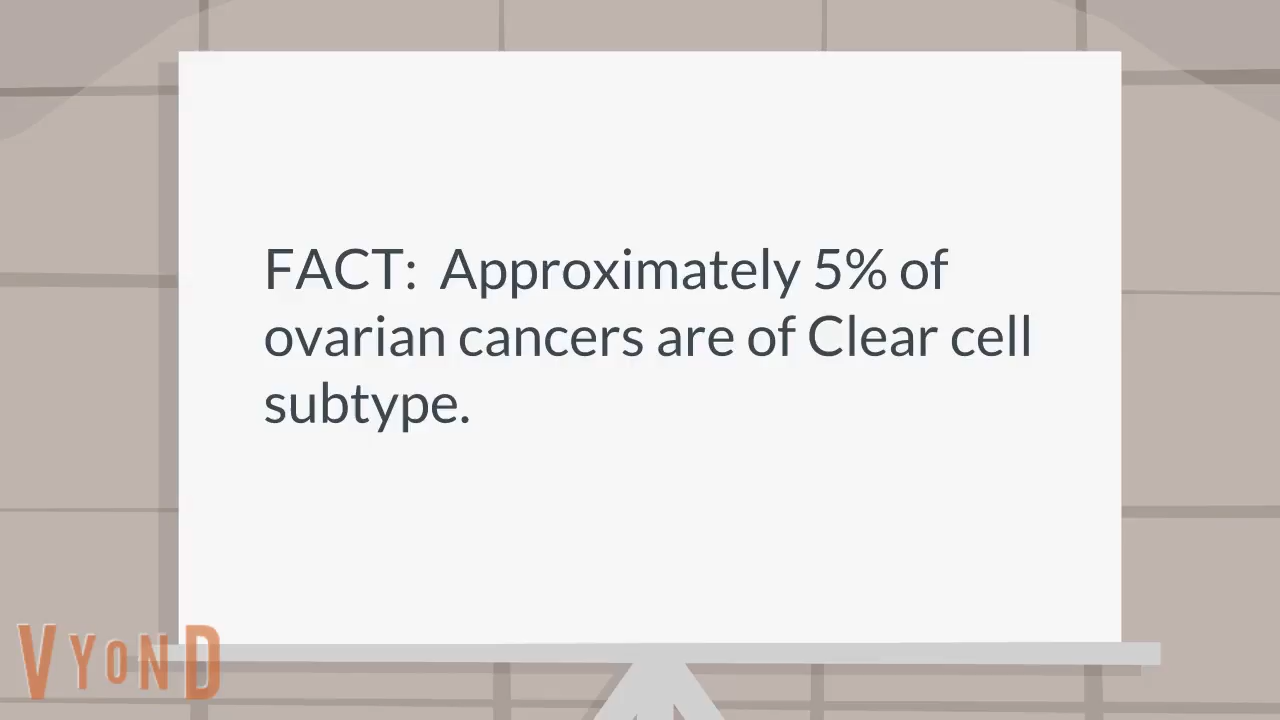 FACT:  Approximately 5% of
ovarian cancers are of Clear cell
subtype.
VYOND